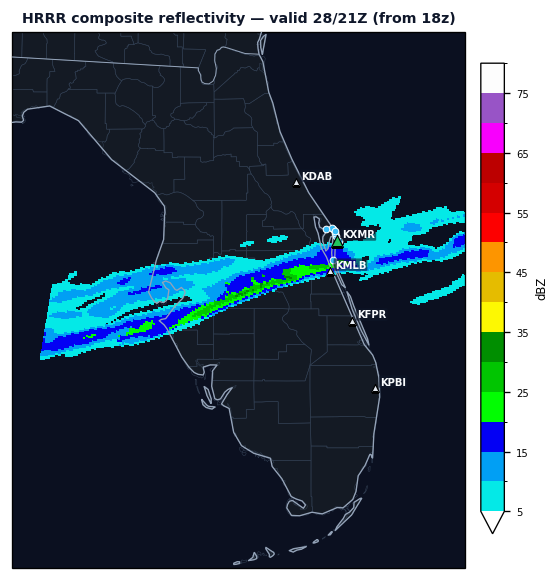 HRRR composite reflectivity — valid 28/21Z (from 18z)
KDAB
KXMR
KMLB
KFPR
KPBI
75
65
55
45
35
25
15
5
dBZ